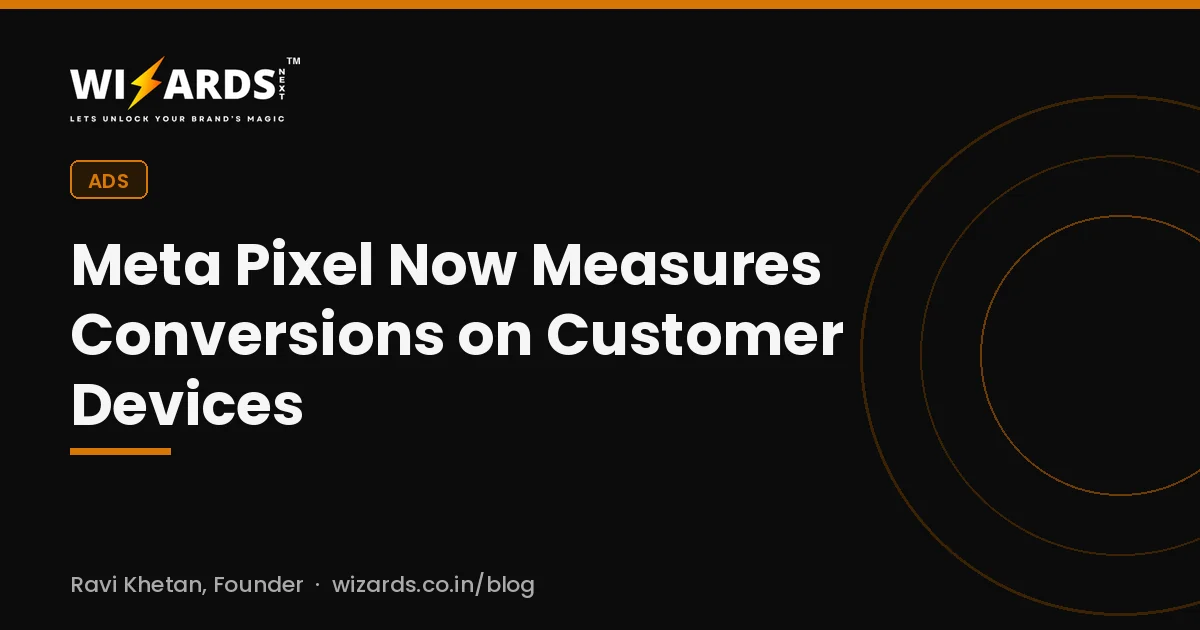 WIZARDS NEXT ™
LETS UNLOCK YOUR BRAND'S MAGIC
ADS
Meta Pixel Now Measures
Conversions on Customer
Devices
Ravi Khetan, Founder · wizards.co.in/blog